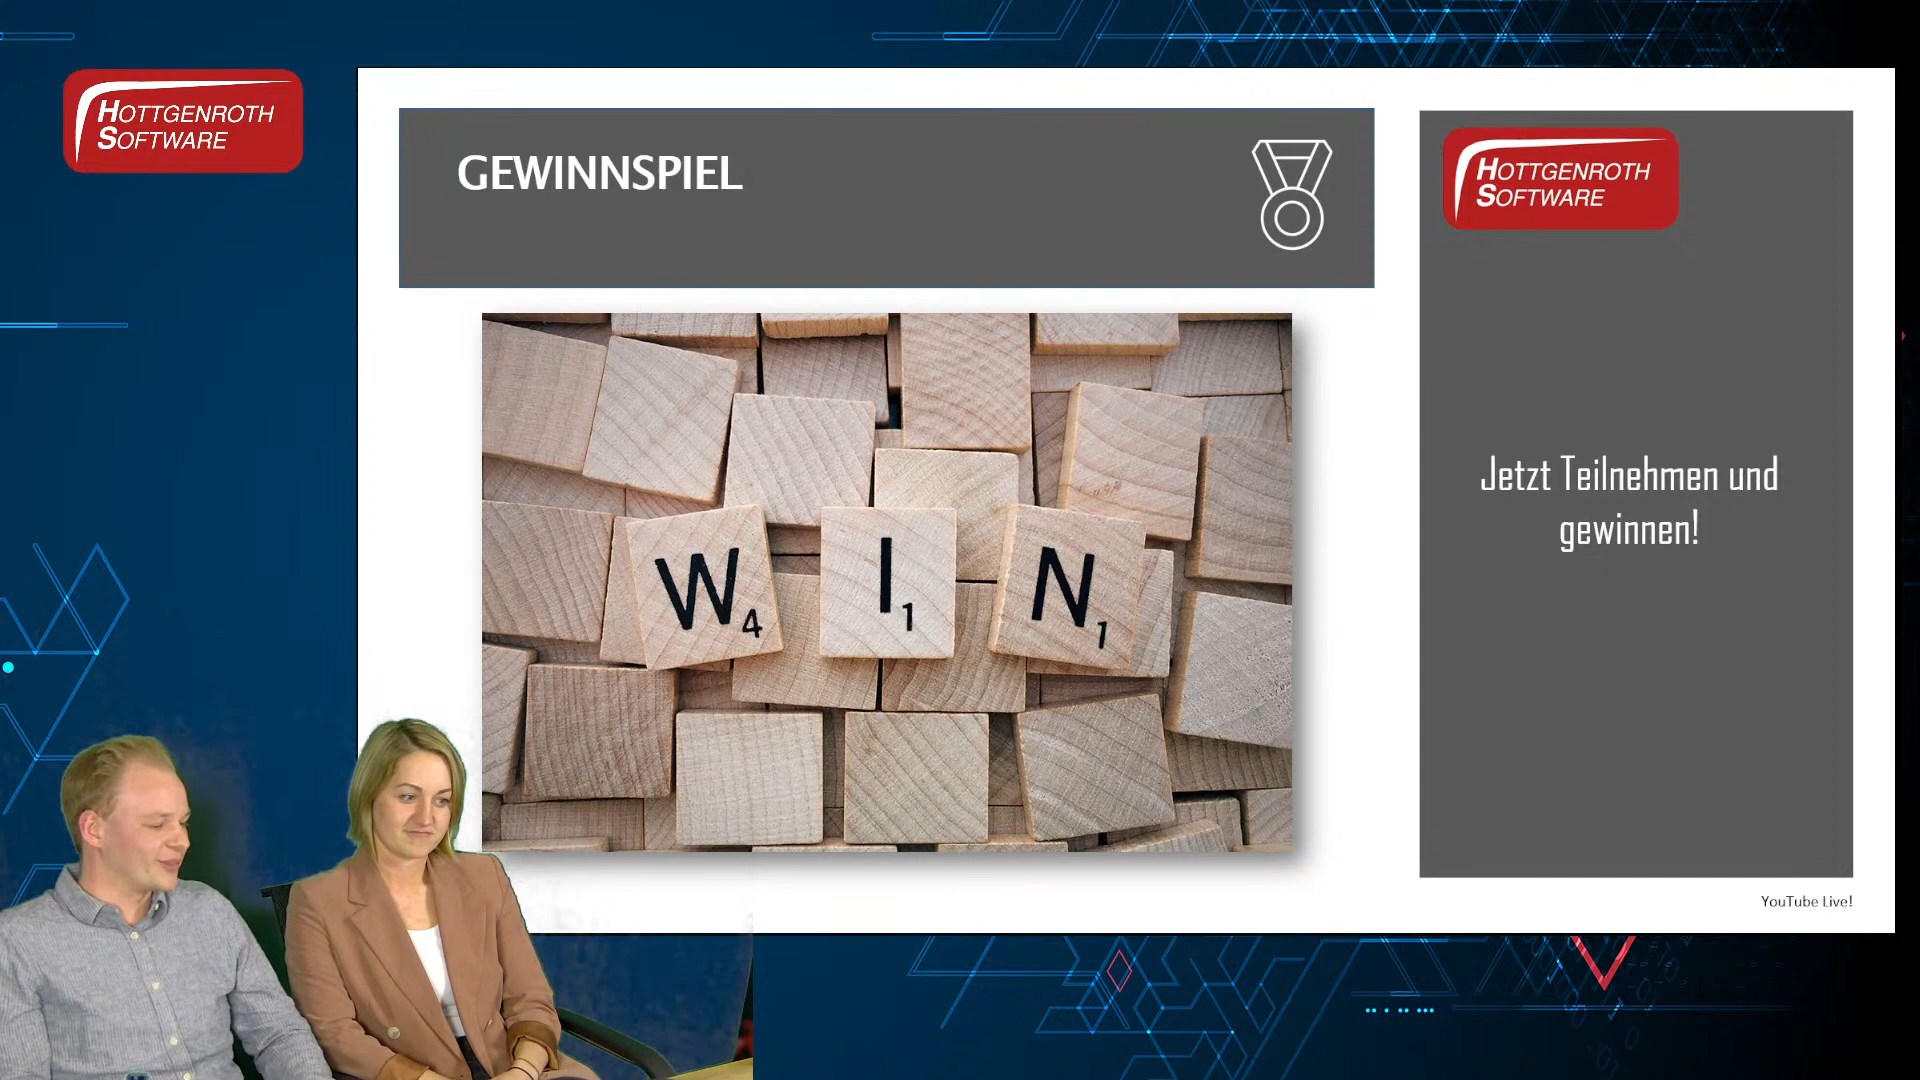 HOTTGENROTH
SOFTWARE
GEWINNSPIEL
HOTTGENROTH
SOFTWARE
Jetzt Teilnehmen und
gewinnen!
W4 I1 N1
YouTube Live!